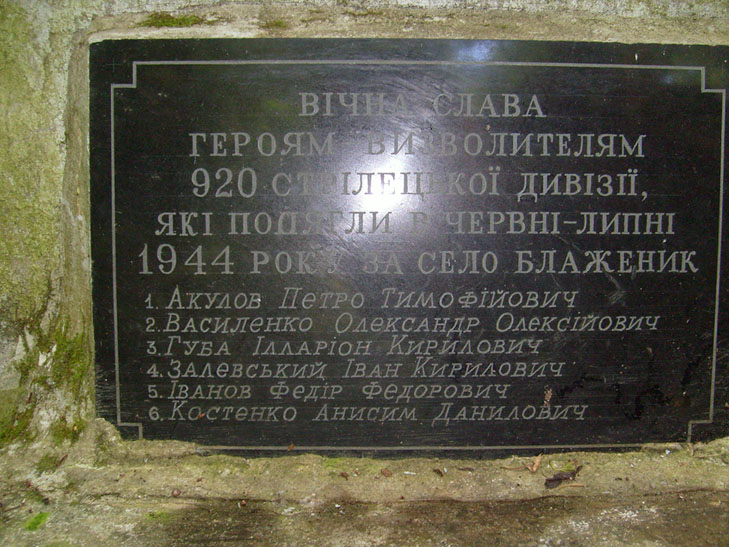 ВІЧНА СЛАВА
ГЕРОЯМ ВИЗВОЛИТЕЛЯМ
920 СТРІЛЕЦЬКОЇ ДИВІЗІЇ,
ЯКІ ПОЛЯГЛИ В ЧЕРВНІ-ЛИПНІ
1944 РОКУ ЗА СЕЛО БЛАЖЕНИК
1. Акулов Петро Тимофійович
2. Василенко Олександр Олексійович
3. Губа Ілларіон Кирилович
4. Залевський Іван Кирилович
5. Іванов Федір Федорович
6. Костенко Анисим Данилович